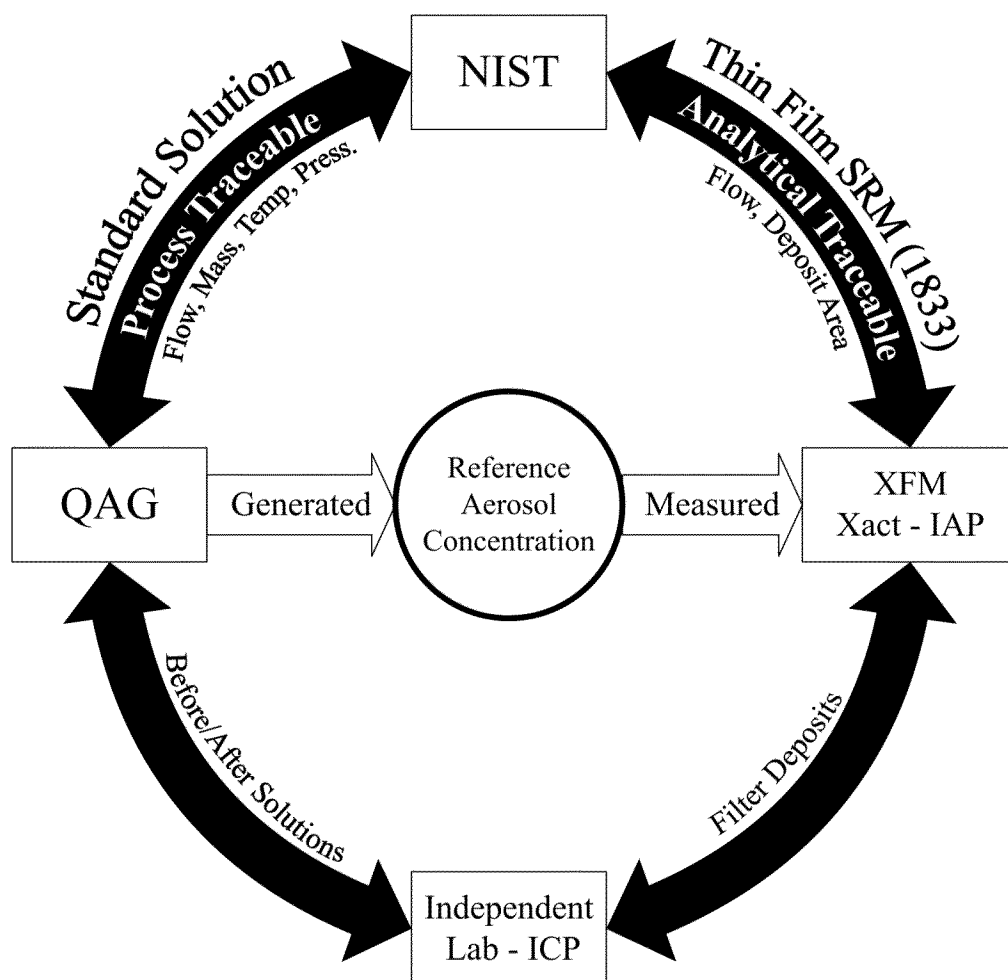 NIST
Standard Solution
Process Traceable
Flow, Mass, Temp, Press.
Thin Film SRM (1833)
Analytical Traceable
Flow, Deposit Area
QAG
Generated
Reference
Aerosol
Concentration
Measured
XFM
Xact - IAP
Before/After Solutions
Filter Deposits
Independent
Lab - ICP